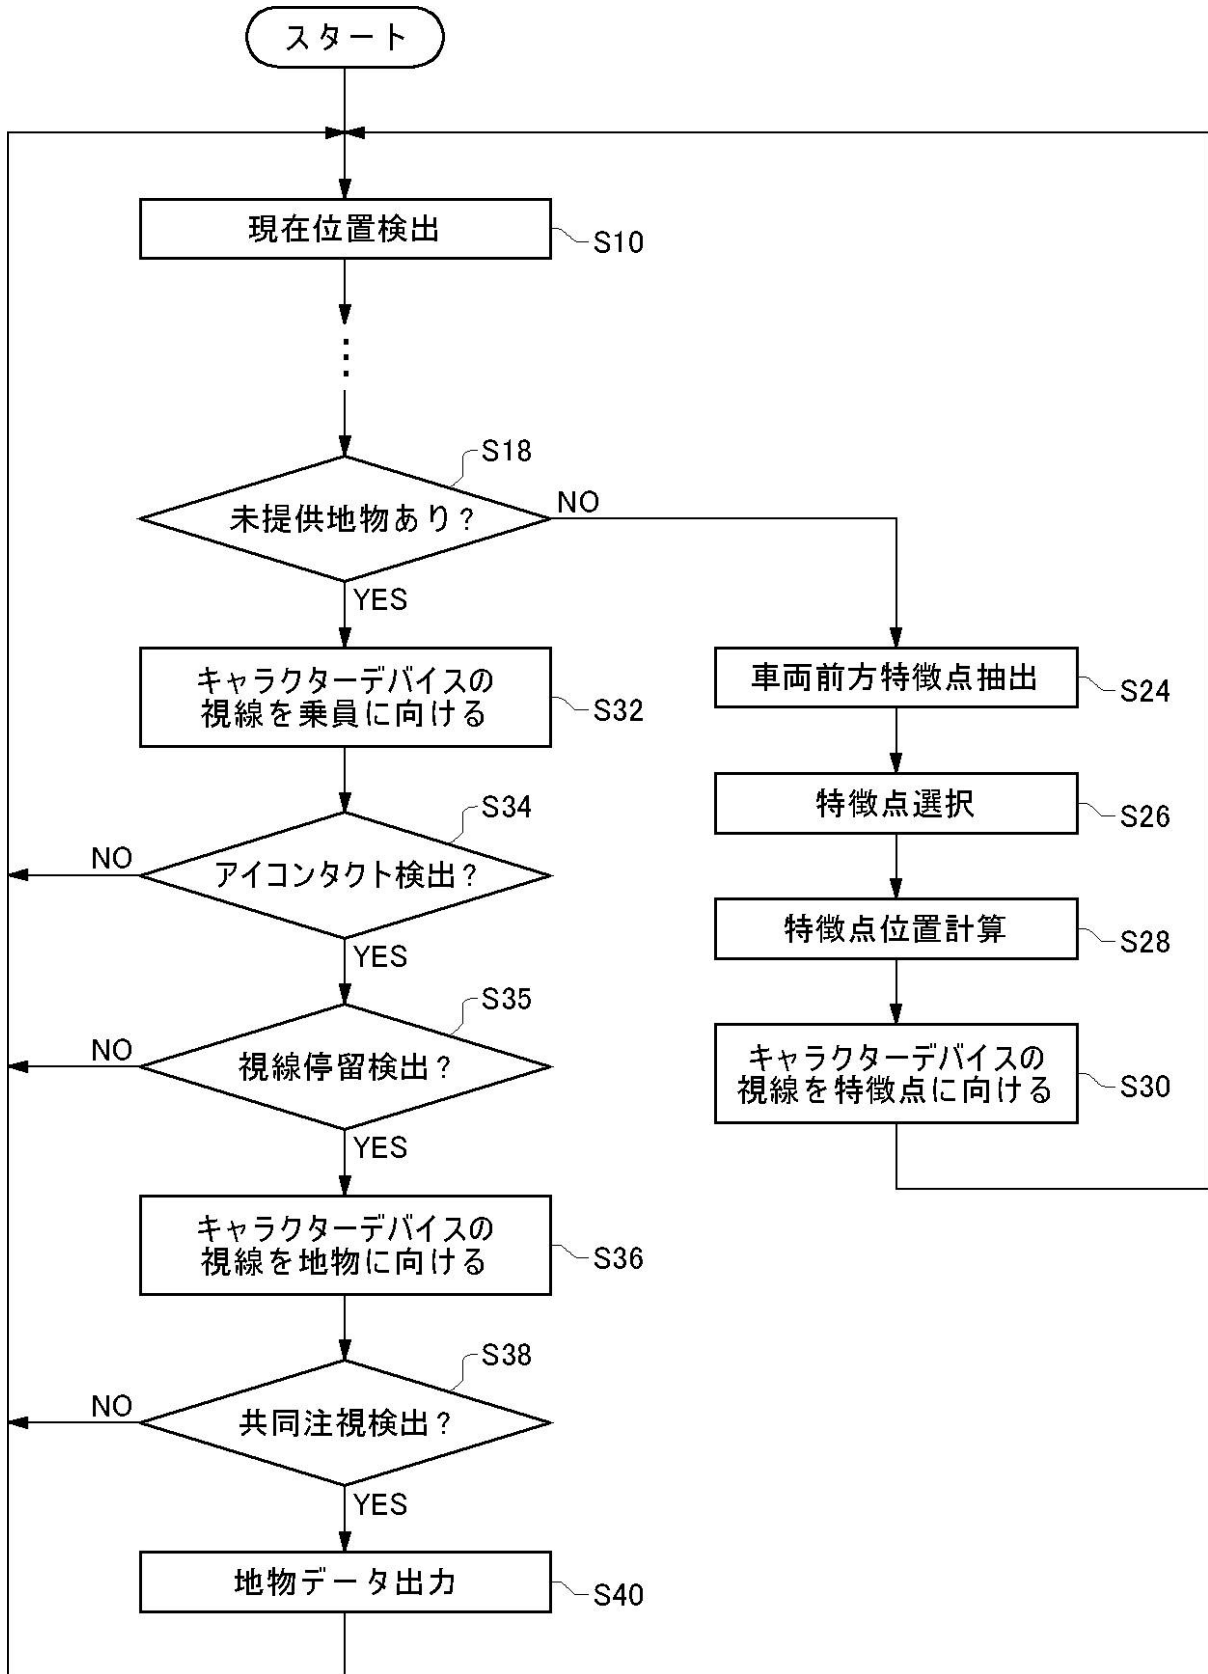 スタート
現在位置検出
S10
⋮
S18
未提供地物あり？
NO
YES
キャラクターデバイスの
視線を乗員に向ける
S32
車両前方特徴点抽出
S24
特徴点選択
S26
S34
アイコンタクト検出？
NO
YES
特徴点位置計算
S28
S35
視線停留検出？
NO
YES
キャラクターデバイスの
視線を特徴点に向ける
S30
キャラクターデバイスの
視線を地物に向ける
S36
S38
共同注視検出？
NO
YES
地物データ出力
S40